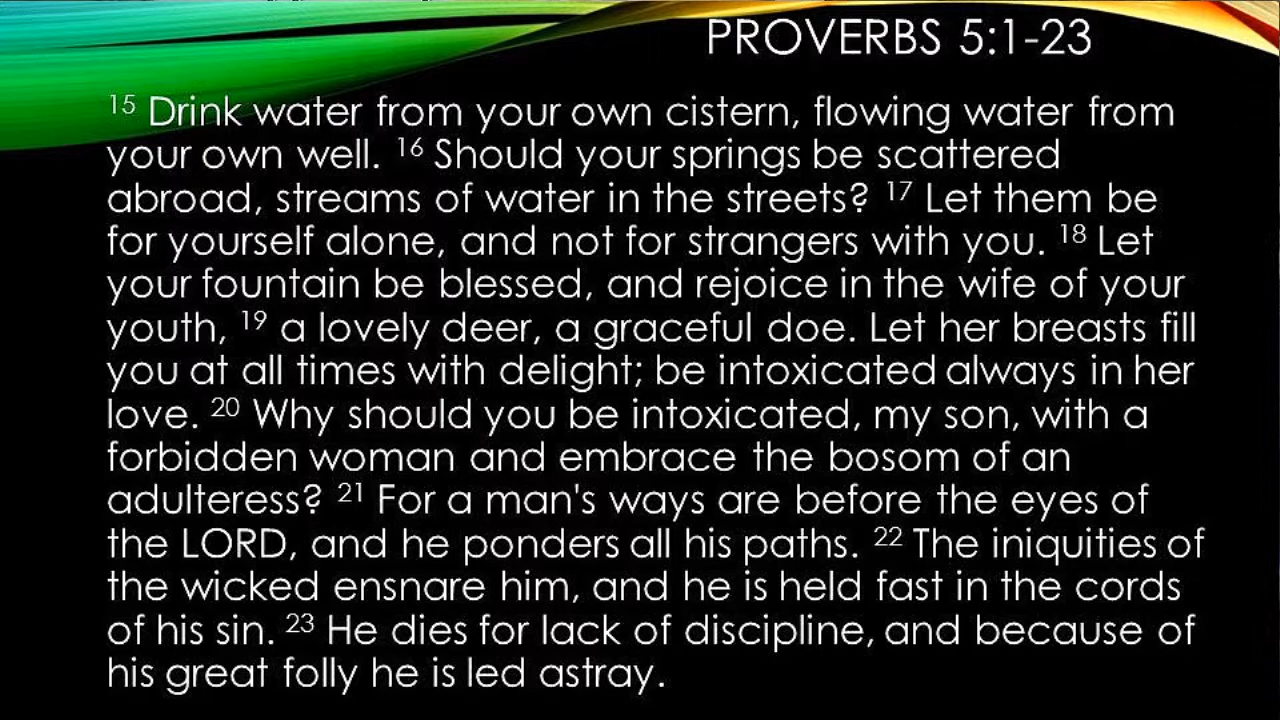 PROVERBS 5:1-23
15 Drink water from your own cistern, flowing water from
your own well. 16 Should your springs be scattered
abroad, streams of water in the streets? 17 Let them be
for yourself alone, and not for strangers with you. 18 Let
your fountain be blessed, and rejoice in the wife of your
youth, 19 a lovely deer, a graceful doe. Let her breasts fill
you at all times with delight; be intoxicated always in her
love. 20 Why should you be intoxicated, my son, with a
forbidden woman and embrace the bosom of an
adulteress? 21 For a man's ways are before the eyes of
the LORD, and he ponders all his paths. 22 The iniquities of
the wicked ensnare him, and he is held fast in the cords
of his sin. 23 He dies for lack of discipline, and because of
his great folly he is led astray.